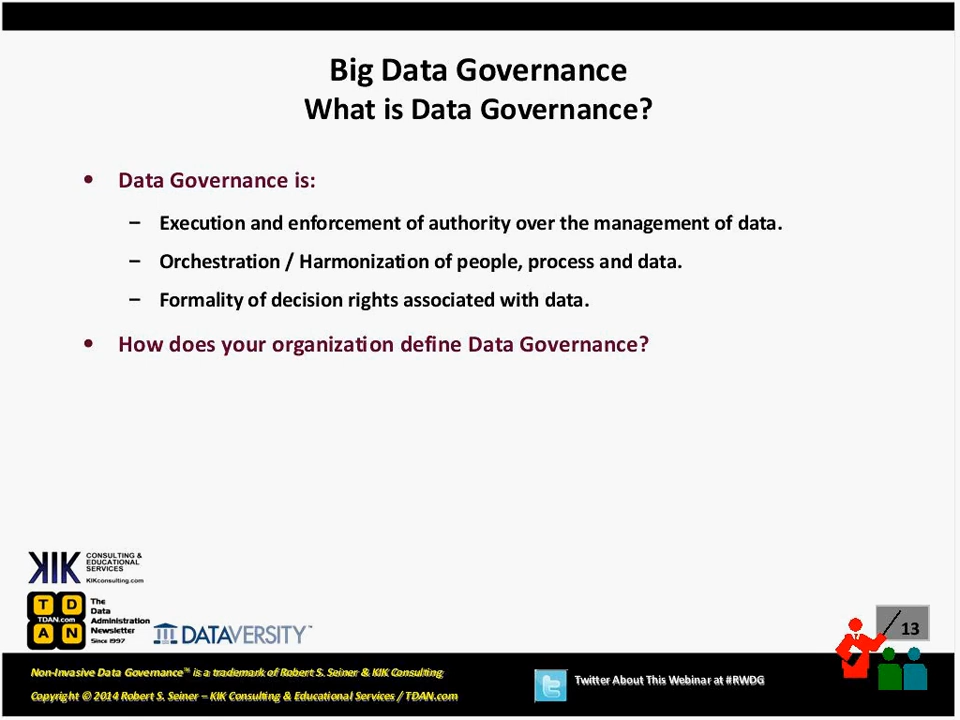 Big Data Governance
What is Data Governance?
• Data Governance is:
– Execution and enforcement of authority over the management of data.
– Orchestration / Harmonization of people, process and data.
– Formality of decision rights associated with data.
• How does your organization define Data Governance?
KIK
CONSULTING &
EDUCATIONAL
SERVICES
KIKconsulting.com
T D
TDAN.com
A N
The
Data
Administration
Newsletter
Since 1997
DATAVERSITY™
13
Non-Invasive Data Governance™ is a trademark of Robert S. Seiner & KIK Consulting
Copyright © 2014 Robert S. Seiner – KIK Consulting & Educational Services / TDAN.com
Twitter About This Webinar at #RWDG